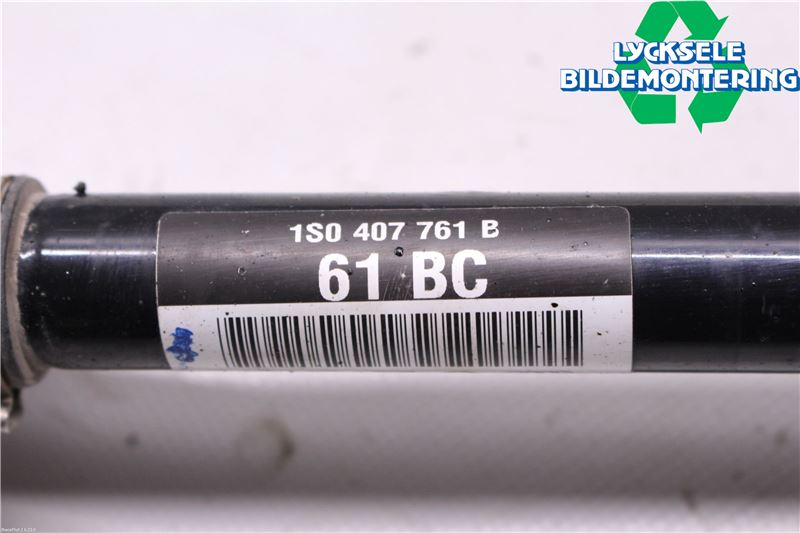 LYCKSELE
BILDEMONTERING
1S0 407 761 B
61 BC